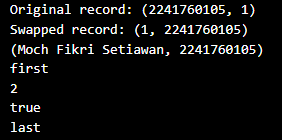 Original record: (2241760105, 1)
Swapped record: (1, 2241760105)
(Moch Fikri Setiawan, 2241760105)
first
2
true
last